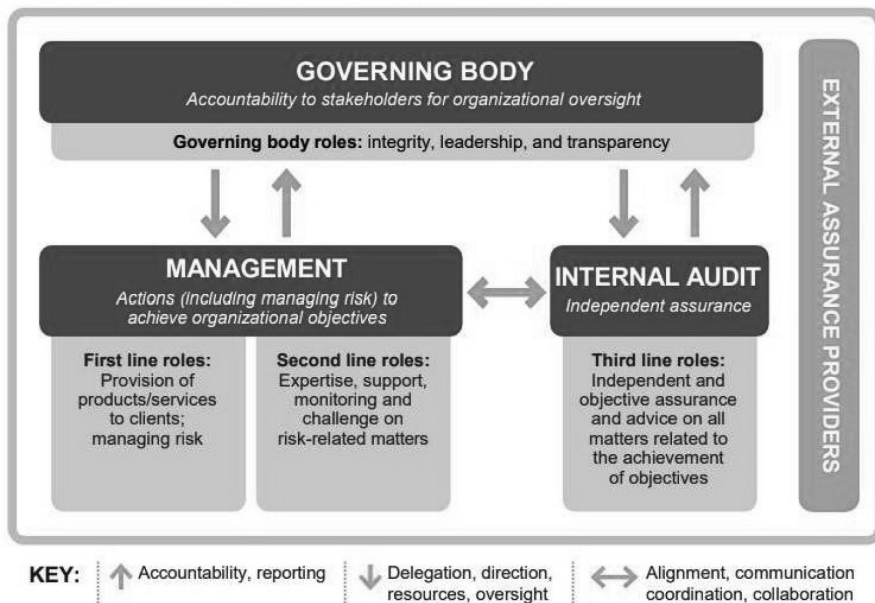 GOVERNING BODY
Accountability to stakeholders for organizational oversight
Governing body roles: integrity, leadership, and transparency
MANAGEMENT
Actions (including managing risk) to
achieve organizational objectives
First line roles:
Provision of
products/services
to clients;
managing risk
Second line roles:
Expertise, support,
monitoring and
challenge on
risk-related matters
INTERNAL AUDIT
Independent assurance
Third line roles:
Independent and
objective assurance
and advice on all
matters related to
the achievement
of objectives
EXTERNAL ASSURANCE PROVIDERS
KEY:
Accountability, reporting
Delegation, direction,
resources, oversight
Alignment, communication
coordination, collaboration